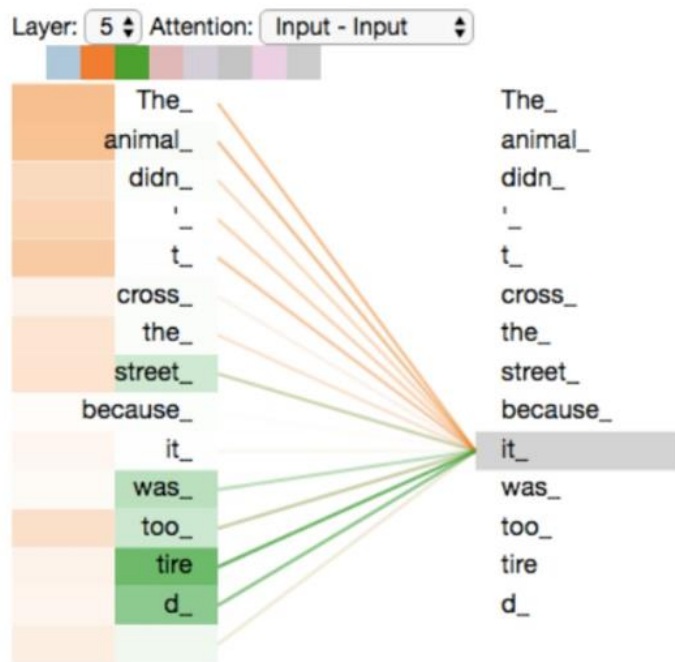 Layer: 5 Attention: Input - Input
The_ The_
animal_ animal_
didn_ didn_
'_ '_
t_ t_
cross_ cross_
the_ the_
street_ street_
because_ because_
it_ it_
was_ was_
too_ too_
tire tire
d_ d_